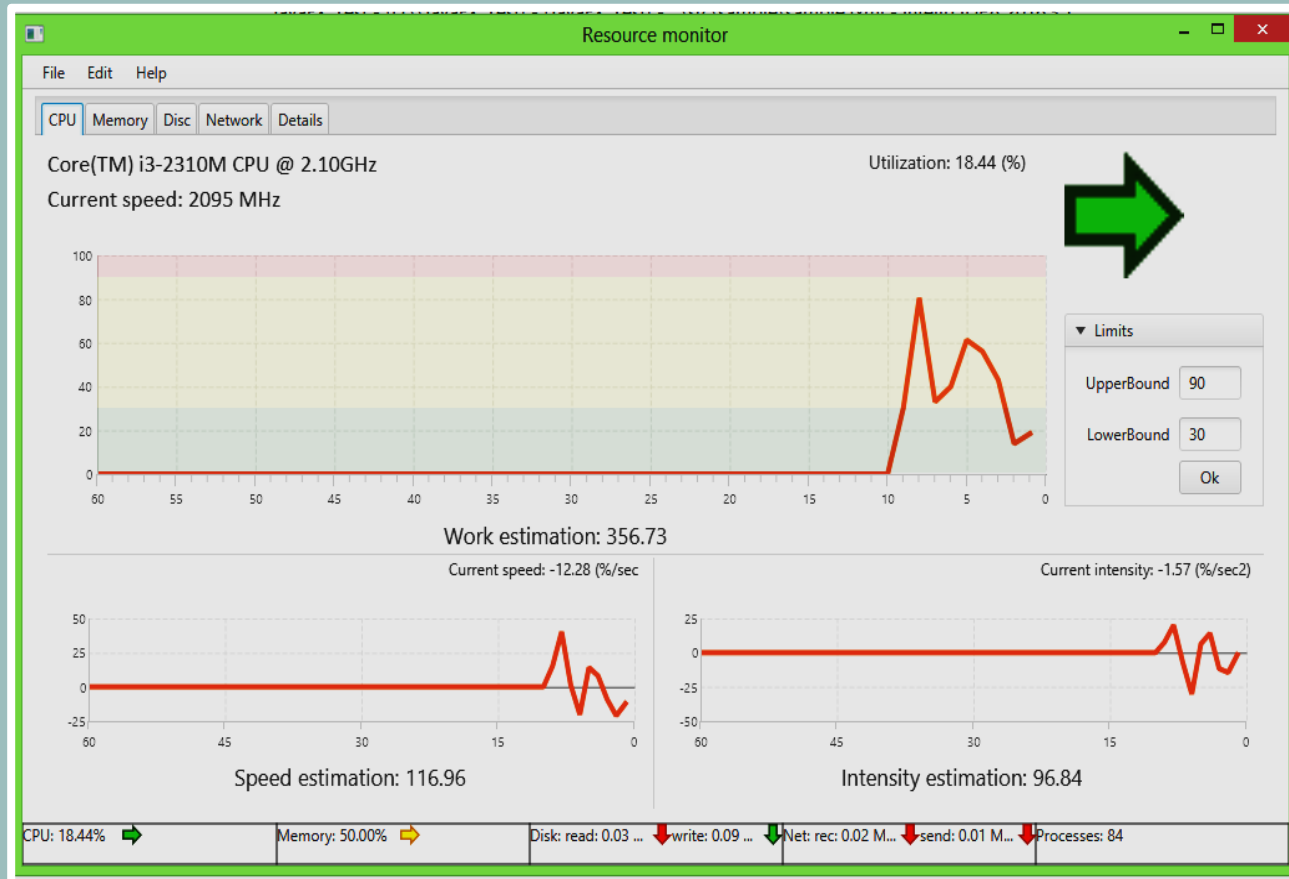 Resource monitor
File Edit Help
CPU Memory Disc Network Details
Core(TM) i3-2310M CPU @ 2.10GHz
Utilization: 18.44 (%)
Current speed: 2095 MHz
100
80
60
40
20
0
60 55 50 45 40 35 30 25 20 15 10 5 0
Limits
UpperBound 90
LowerBound 30
Ok
Work estimation: 356.73
Current speed: -12.28 (%/sec
50
25
0
-25
60 45 30 15 0
Speed estimation: 116.96
Current intensity: -1.57 (%/sec2)
25
0
-25
-50
60 45 30 15 0
Intensity estimation: 96.84
CPU: 18.44% Memory: 50.00% Disk: read: 0.03 ... write: 0.09 ... Net: rec: 0.02 M... send: 0.01 M... Processes: 84